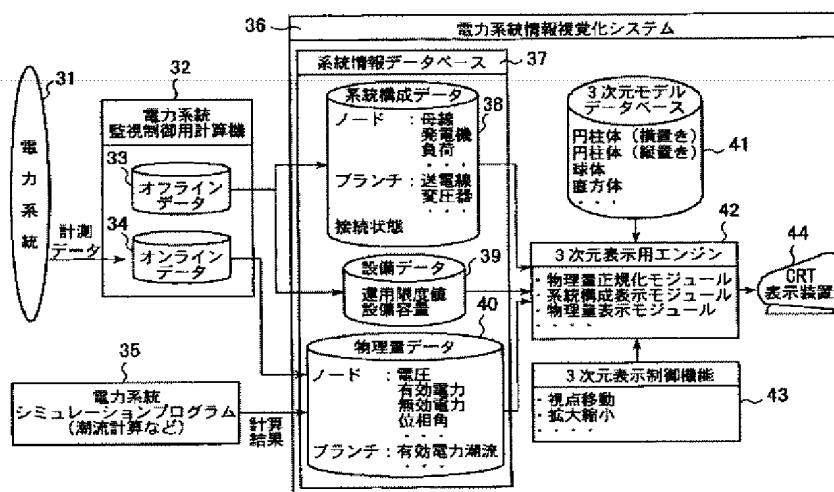 36
電力系統情報視覚化システム
31
電力系統
32
電力系統
監視制御用計算機
33
オフライン
データ
計測
データ
34
オンライン
データ
35
電力系統
シミュレーションプログラム
(潮流計算など)
計算
結果
系統情報データベース
37
系統構成データ
38
ノード : 母線
発電機
負荷
・・・
ブランチ : 送電線
変圧器
・・・
接続状態
設備データ
39
運用限度値
設備容量
40
物理量データ
ノード : 電圧
有効電力
無効電力
位相角
・・・
ブランチ : 有効電力潮流
・・・
3次元モデル
データベース
41
円柱体 (横置き)
円柱体 (縦置き)
球体
直方体
・・・・
42
3次元表示用エンジン
・物理量正規化モジュール
・系統構成表示モジュール
・物理量表示モジュール
・・・・
44
CRT
表示装置
3次元表示制御機能
43
・視点移動
・拡大縮小
・・・・